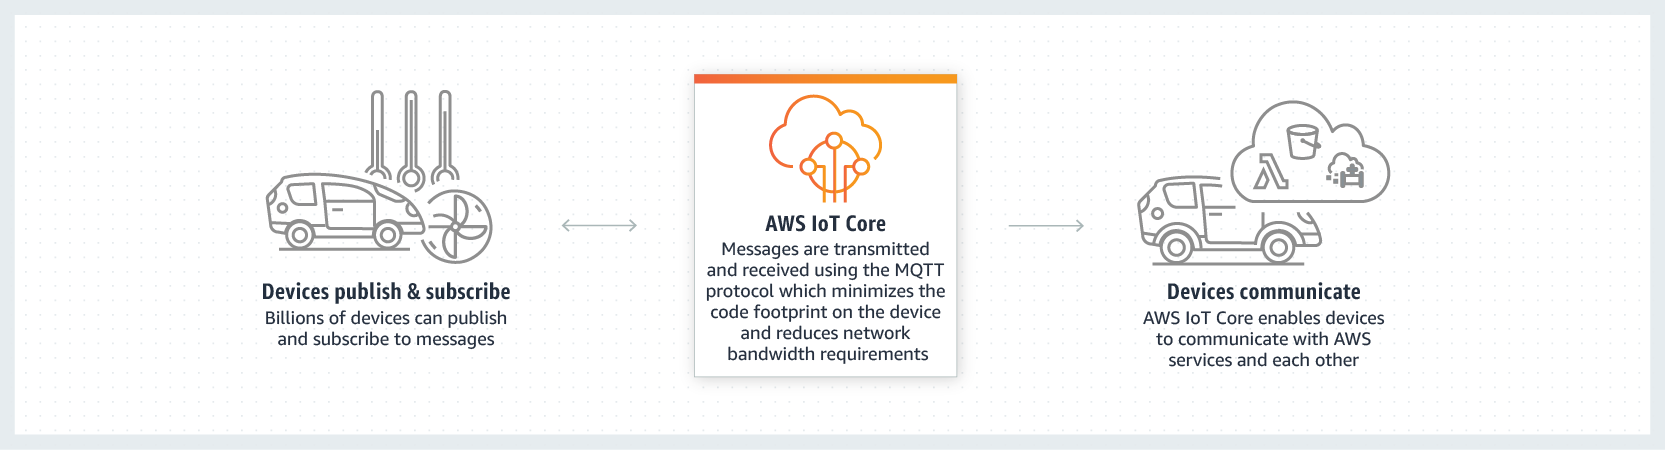 Devices publish & subscribe
Billions of devices can publish
and subscribe to messages
AWS IoT Core
Messages are transmitted
and received using the MQTT
protocol which minimizes the
code footprint on the device
and reduces network
bandwidth requirements
Devices communicate
AWS IoT Core enables devices
to communicate with AWS
services and each other